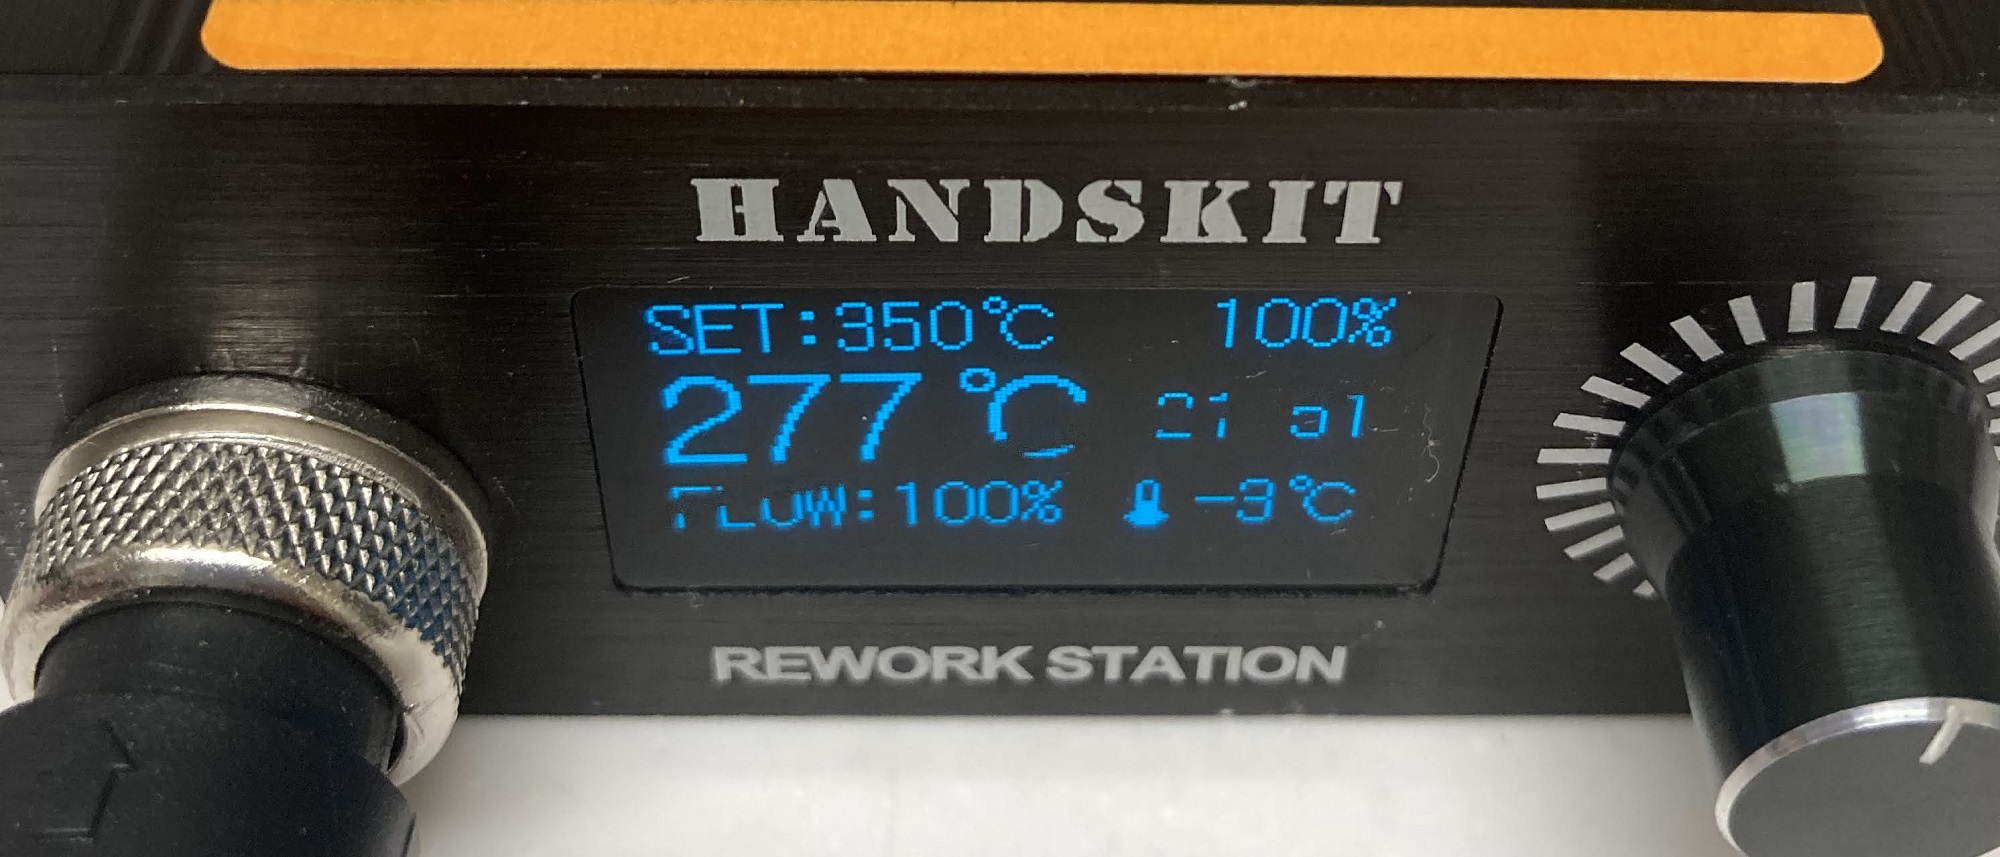 HANDSKIT
SET:350℃ 100%
277℃
FLOW:100% -3℃
REWORK STATION